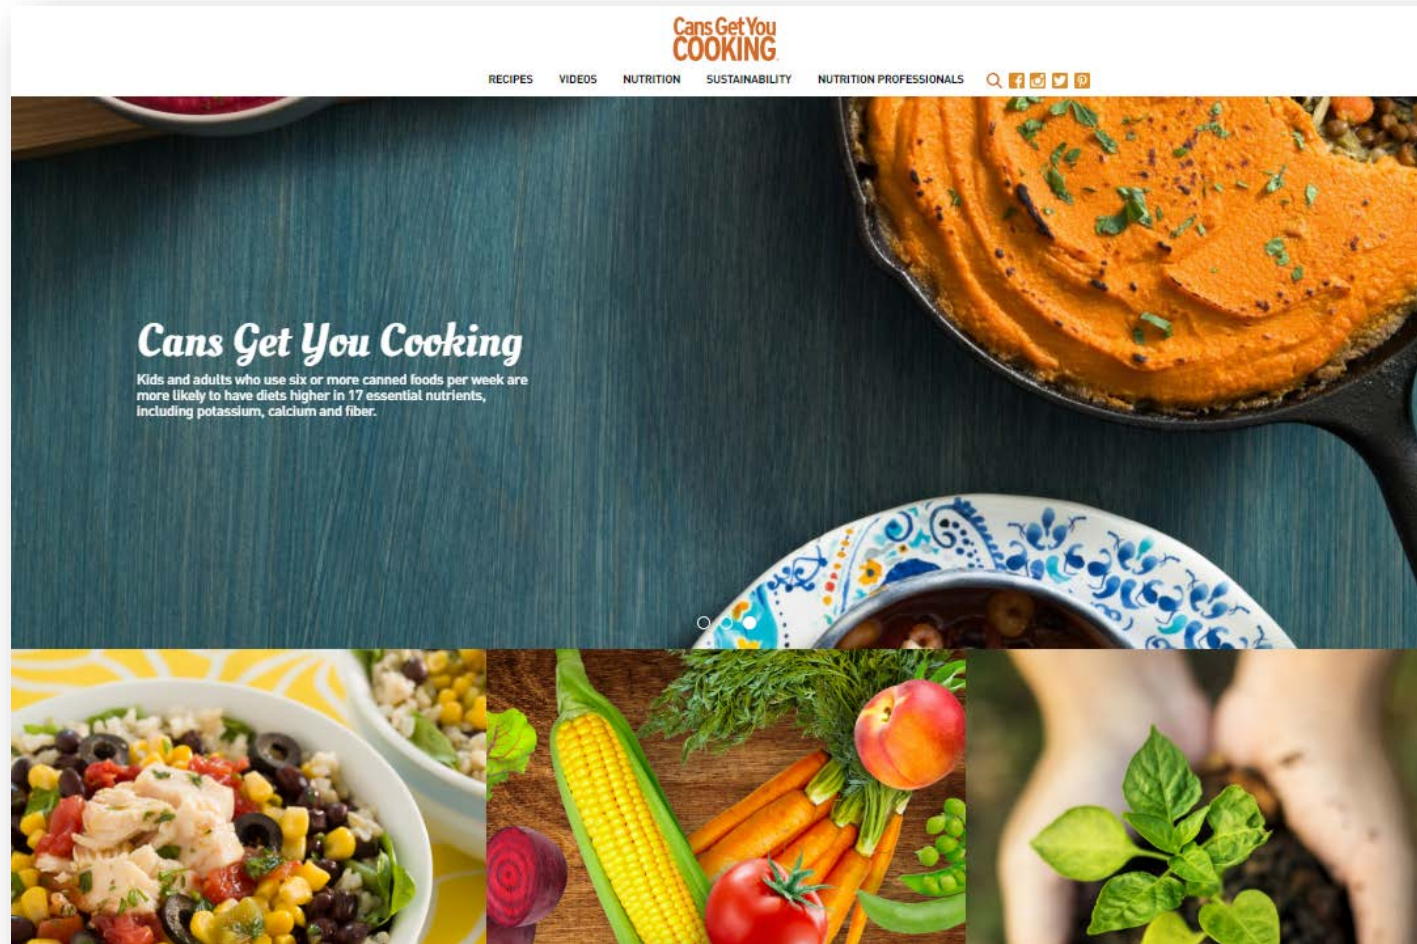 Cans Get You
COOKING
RECIPES VIDEOS NUTRITION SUSTAINABILITY NUTRITION PROFESSIONALS
Cans Get You Cooking
Kids and adults who use six or more canned foods per week are
more likely to have diets higher in 17 essential nutrients,
including potassium, calcium and fiber.